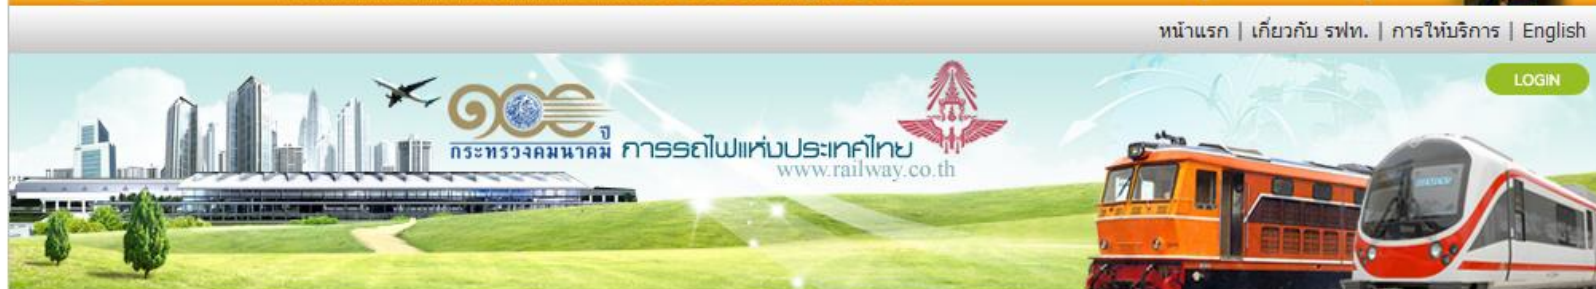 หน้าแรก | เกี่ยวกับ รฟท. | การให้บริการ | English
LOGIN
๑๐๐ ปี
กระทรวงคมนาคม
การรถไฟแห่งประเทศไทย
www.railway.co.th